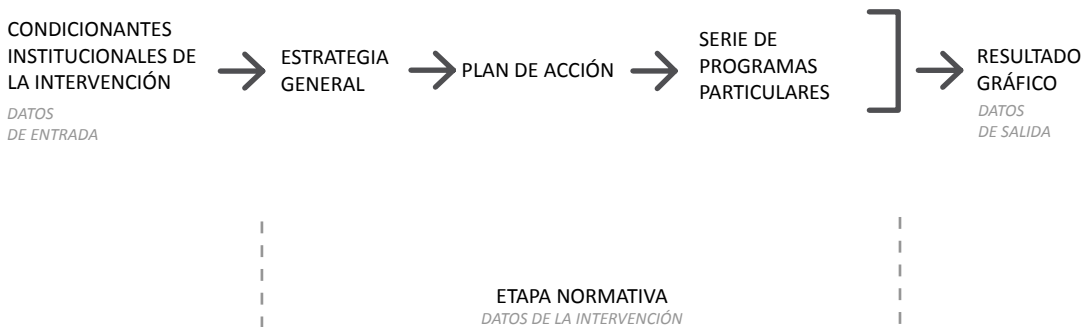 CONDICIONANTES
INSTITUCIONALES DE
LA INTERVENCIÓN
DATOS
DE ENTRADA
ESTRATEGIA
GENERAL
PLAN DE ACCIÓN
SERIE DE
PROGRAMAS
PARTICULARES
RESULTADO
GRÁFICO
DATOS
DE SALIDA
ETAPA NORMATIVA
DATOS DE LA INTERVENCIÓN